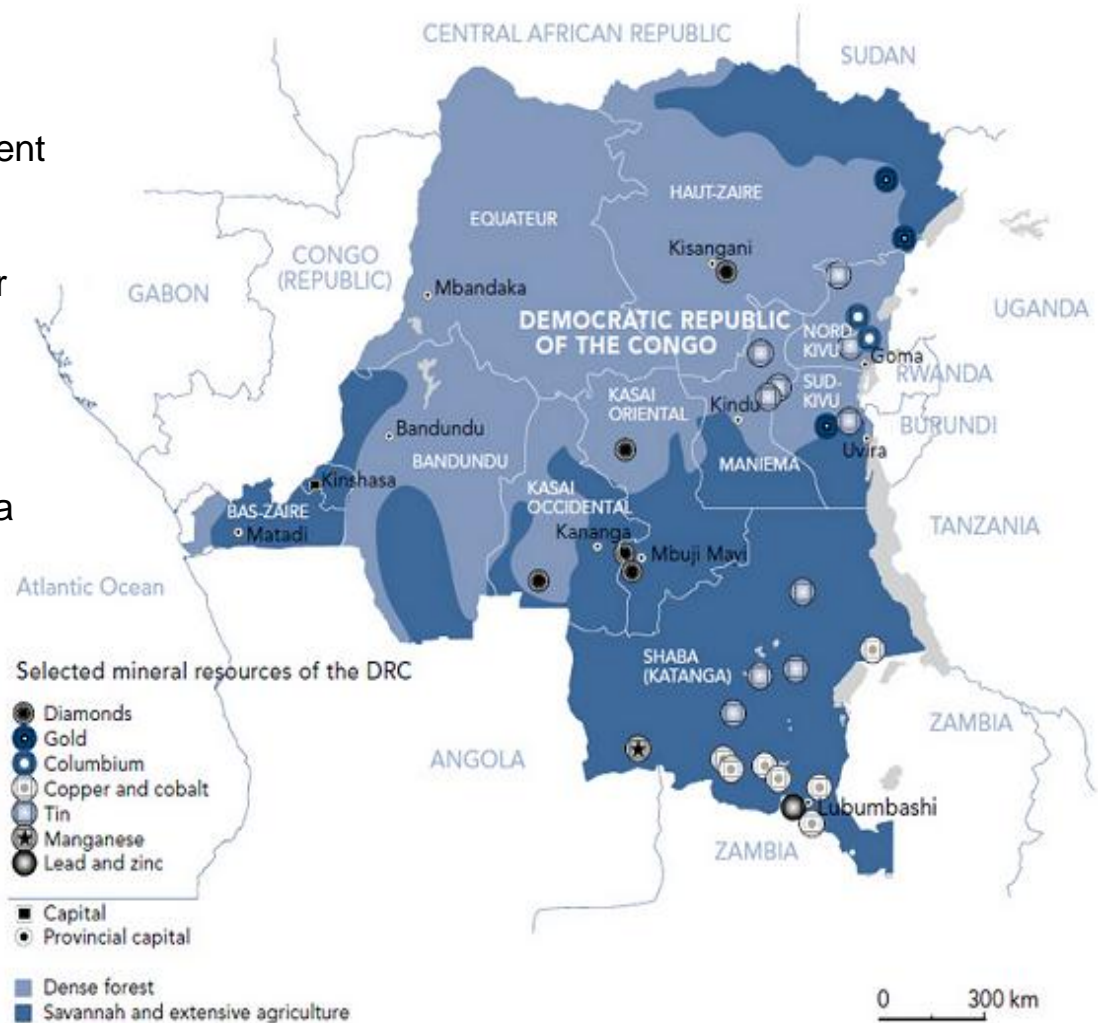 CENTRAL AFRICAN REPUBLIC
SUDAN
ent
HAUT-ZAIRE
EQUATEUR
CONGO
(REPUBLIC)
Kisangani
r
GABON
Mbandaka
UGANDA
DEMOCRATIC REPUBLIC
OF THE CONGO
NORD
KIVU
Goma
RWANDA
KASAI
ORIENTAL
SUD-
KIVU
Kindu
BURUNDI
Bandundu
Uvira
BANDUNDU
MANIEMA
Kinshasa
KASAI
OCCIDENTAL
a
BAS-ZAIRE
Matadi
Kananga
Mbuji Mayi
TANZANIA
Atlantic Ocean
SHABA
(KATANGA)
Selected mineral resources of the DRC
Diamonds
Gold
Columbium
Copper and cobalt
Tin
Manganese
Lead and zinc
ANGOLA
ZAMBIA
Lubumbashi
ZAMBIA
Capital
Provincial capital
Dense forest
Savannah and extensive agriculture
0 300 km